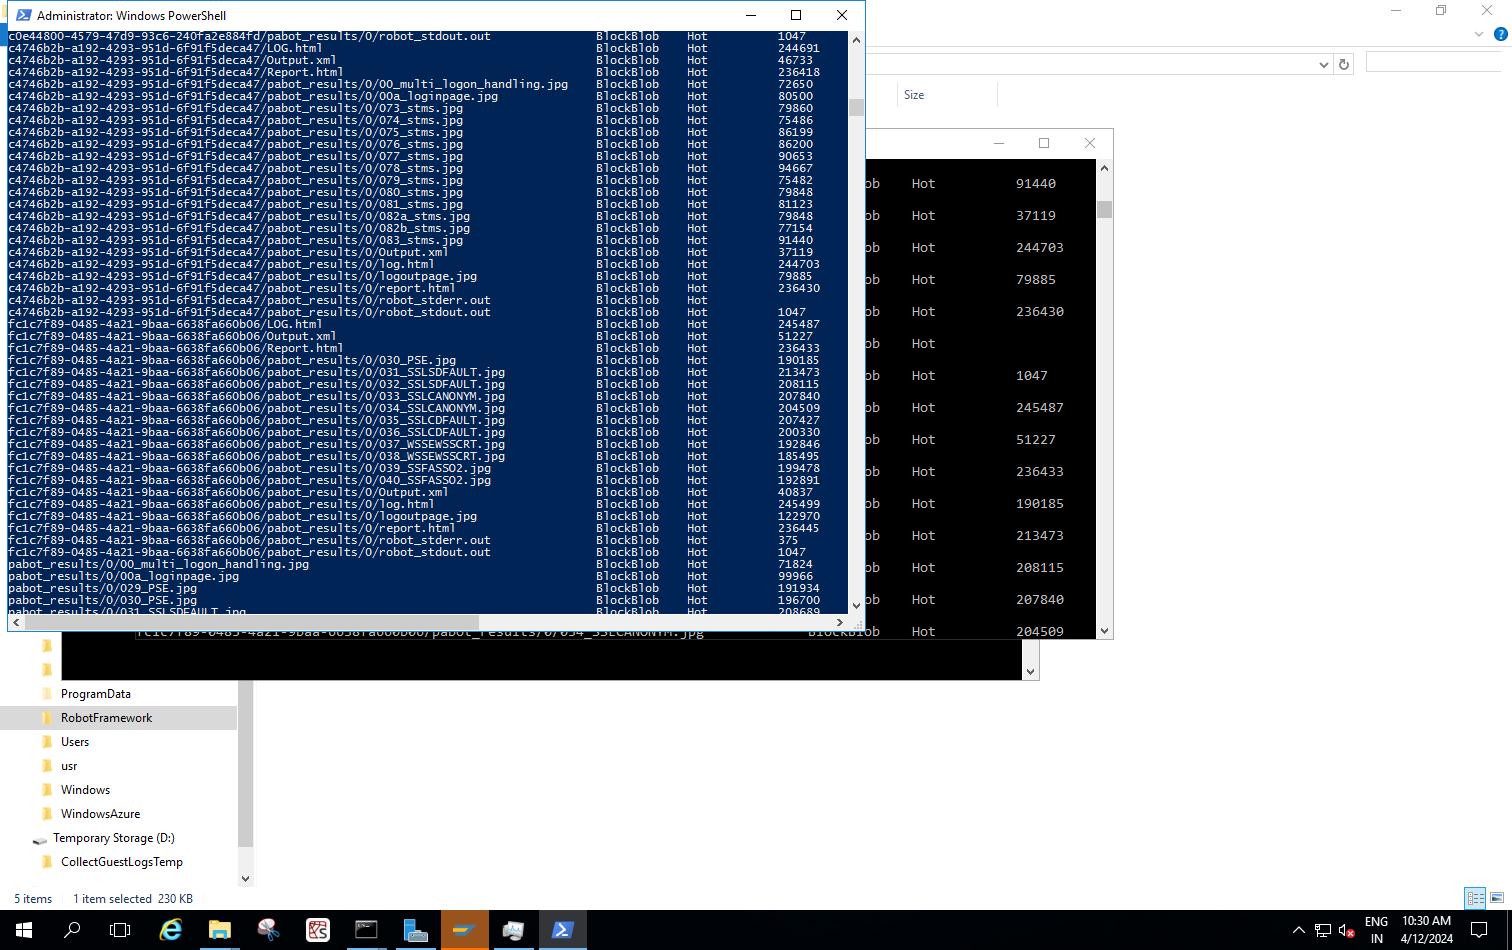 Administrator: Windows PowerShell
c0e44800-4579-47d9-93c6-240fa2e884fd/pabot_results/0/robot_stdout.out BlockBlob Hot 1047
c4746b2b-a192-4293-951d-6f91f5deca47/LOG.html BlockBlob Hot 244691
c4746b2b-a192-4293-951d-6f91f5deca47/Output.xml BlockBlob Hot 46733
c4746b2b-a192-4293-951d-6f91f5deca47/Report.html BlockBlob Hot 236418
c4746b2b-a192-4293-951d-6f91f5deca47/pabot_results/0/00_multi_logon_handling.jpg BlockBlob Hot 72650
c4746b2b-a192-4293-951d-6f91f5deca47/pabot_results/0/00a_loginpage.jpg BlockBlob Hot 80500
c4746b2b-a192-4293-951d-6f91f5deca47/pabot_results/0/073_stms.jpg BlockBlob Hot 79860
c4746b2b-a192-4293-951d-6f91f5deca47/pabot_results/0/074_stms.jpg BlockBlob Hot 75486
c4746b2b-a192-4293-951d-6f91f5deca47/pabot_results/0/075_stms.jpg BlockBlob Hot 86199
c4746b2b-a192-4293-951d-6f91f5deca47/pabot_results/0/076_stms.jpg BlockBlob Hot 86200
c4746b2b-a192-4293-951d-6f91f5deca47/pabot_results/0/077_stms.jpg BlockBlob Hot 90653
c4746b2b-a192-4293-951d-6f91f5deca47/pabot_results/0/078_stms.jpg BlockBlob Hot 94667
c4746b2b-a192-4293-951d-6f91f5deca47/pabot_results/0/079_stms.jpg BlockBlob Hot 75482
c4746b2b-a192-4293-951d-6f91f5deca47/pabot_results/0/080_stms.jpg BlockBlob Hot 79848
c4746b2b-a192-4293-951d-6f91f5deca47/pabot_results/0/081_stms.jpg BlockBlob Hot 81123
c4746b2b-a192-4293-951d-6f91f5deca47/pabot_results/0/082a_stms.jpg BlockBlob Hot 79848
c4746b2b-a192-4293-951d-6f91f5deca47/pabot_results/0/082b_stms.jpg BlockBlob Hot 77154
c4746b2b-a192-4293-951d-6f91f5deca47/pabot_results/0/083_stms.jpg BlockBlob Hot 91440
c4746b2b-a192-4293-951d-6f91f5deca47/pabot_results/0/Output.xml BlockBlob Hot 37119
c4746b2b-a192-4293-951d-6f91f5deca47/pabot_results/0/log.html BlockBlob Hot 244703
c4746b2b-a192-4293-951d-6f91f5deca47/pabot_results/0/logoutpage.jpg BlockBlob Hot 79885
c4746b2b-a192-4293-951d-6f91f5deca47/pabot_results/0/report.html BlockBlob Hot 236430
c4746b2b-a192-4293-951d-6f91f5deca47/pabot_results/0/robot_stderr.out BlockBlob Hot
c4746b2b-a192-4293-951d-6f91f5deca47/pabot_results/0/robot_stdout.out BlockBlob Hot 1047
fc1c7f89-0485-4a21-9baa-6638fa660b06/LOG.html BlockBlob Hot 245487
fc1c7f89-0485-4a21-9baa-6638fa660b06/Output.xml BlockBlob Hot 51227
fc1c7f89-0485-4a21-9baa-6638fa660b06/Report.html BlockBlob Hot 236433
fc1c7f89-0485-4a21-9baa-6638fa660b06/pabot_results/0/030_PSE.jpg BlockBlob Hot 190185
fc1c7f89-0485-4a21-9baa-6638fa660b06/pabot_results/0/031_SSLSDFAULT.jpg BlockBlob Hot 213473
fc1c7f89-0485-4a21-9baa-6638fa660b06/pabot_results/0/032_SSLSDFAULT.jpg BlockBlob Hot 208115
fc1c7f89-0485-4a21-9baa-6638fa660b06/pabot_results/0/033_SSLCANONYM.jpg BlockBlob Hot 207840
fc1c7f89-0485-4a21-9baa-6638fa660b06/pabot_results/0/034_SSLCANONYM.jpg BlockBlob Hot 204509
fc1c7f89-0485-4a21-9baa-6638fa660b06/pabot_results/0/035_SSLCDFAULT.jpg BlockBlob Hot 207427
fc1c7f89-0485-4a21-9baa-6638fa660b06/pabot_results/0/036_SSLCDFAULT.jpg BlockBlob Hot 200330
fc1c7f89-0485-4a21-9baa-6638fa660b06/pabot_results/0/037_WSSEWSSCRT.jpg BlockBlob Hot 192846
fc1c7f89-0485-4a21-9baa-6638fa660b06/pabot_results/0/038_WSSEWSSCRT.jpg BlockBlob Hot 185495
fc1c7f89-0485-4a21-9baa-6638fa660b06/pabot_results/0/039_SSFASSO2.jpg BlockBlob Hot 199478
fc1c7f89-0485-4a21-9baa-6638fa660b06/pabot_results/0/040_SSFASSO2.jpg BlockBlob Hot 192891
fc1c7f89-0485-4a21-9baa-6638fa660b06/pabot_results/0/Output.xml BlockBlob Hot 40837
fc1c7f89-0485-4a21-9baa-6638fa660b06/pabot_results/0/log.html BlockBlob Hot 245499
fc1c7f89-0485-4a21-9baa-6638fa660b06/pabot_results/0/logoutpage.jpg BlockBlob Hot 122970
fc1c7f89-0485-4a21-9baa-6638fa660b06/pabot_results/0/report.html BlockBlob Hot 236445
fc1c7f89-0485-4a21-9baa-6638fa660b06/pabot_results/0/robot_stderr.out BlockBlob Hot 375
fc1c7f89-0485-4a21-9baa-6638fa660b06/pabot_results/0/robot_stdout.out BlockBlob Hot 1047
pabot_results/0/00_multi_logon_handling.jpg BlockBlob Hot 71824
pabot_results/0/00a_loginpage.jpg BlockBlob Hot 99966
pabot_results/0/029_PSE.jpg BlockBlob Hot 191934
pabot_results/0/030_PSE.jpg BlockBlob Hot 196700
pabot_results/0/031_SSLSDFAULT.jpg BlockBlob Hot 208689
Size
ob Hot 91440
ob Hot 37119
ob Hot 244703
ob Hot 79885
ob Hot 236430
ob Hot
ob Hot 1047
ob Hot 245487
ob Hot 51227
ob Hot 236433
ob Hot 190185
ob Hot 213473
ob Hot 208115
ob Hot 207840
fc1c7f89-0485-4a21-9baa-6638fa660b06/pabot_results/0/034_SSLCANONYM.jpg BlockBlob Hot 204509
ProgramData
RobotFramework
Users
usr
Windows
WindowsAzure
Temporary Storage (D:)
CollectGuestLogsTemp
5 items 1 item selected 230 KB
ENG
IN
10:30 AM
4/12/2024